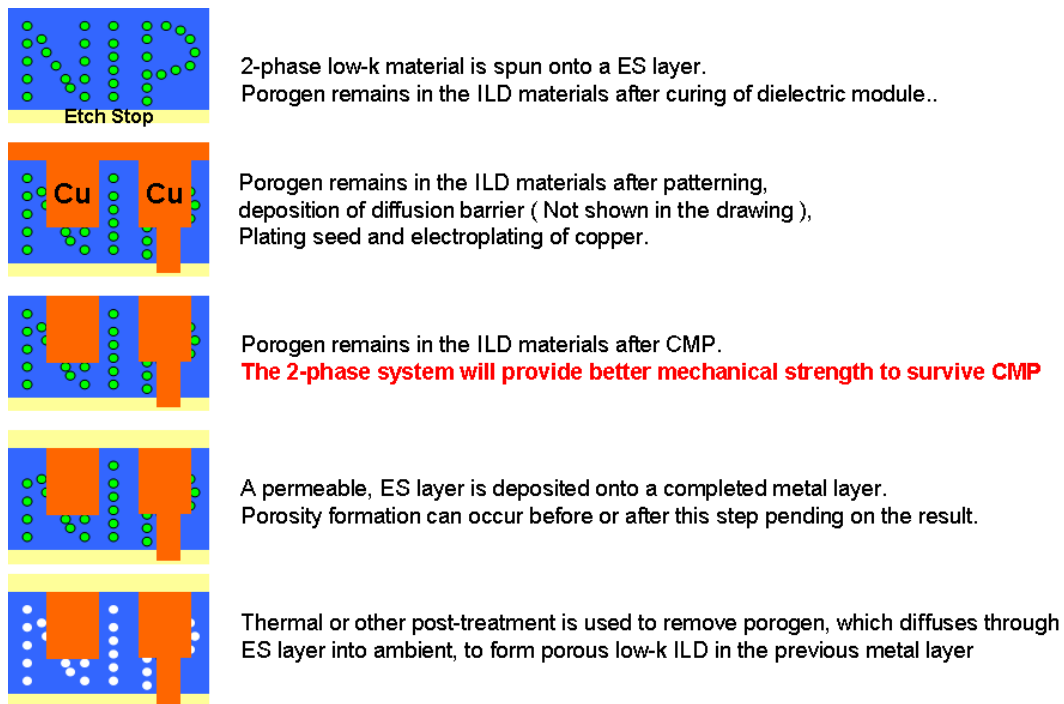 2-phase low-k material is spun onto a ES layer.
Porogen remains in the ILD materials after curing of dielectric module..
Etch Stop
Cu Cu
Porogen remains in the ILD materials after patterning,
deposition of diffusion barrier ( Not shown in the drawing ),
Plating seed and electroplating of copper.
Porogen remains in the ILD materials after CMP.
The 2-phase system will provide better mechanical strength to survive CMP
A permeable, ES layer is deposited onto a completed metal layer.
Porosity formation can occur before or after this step pending on the result.
Thermal or other post-treatment is used to remove porogen, which diffuses through
ES layer into ambient, to form porous low-k ILD in the previous metal layer